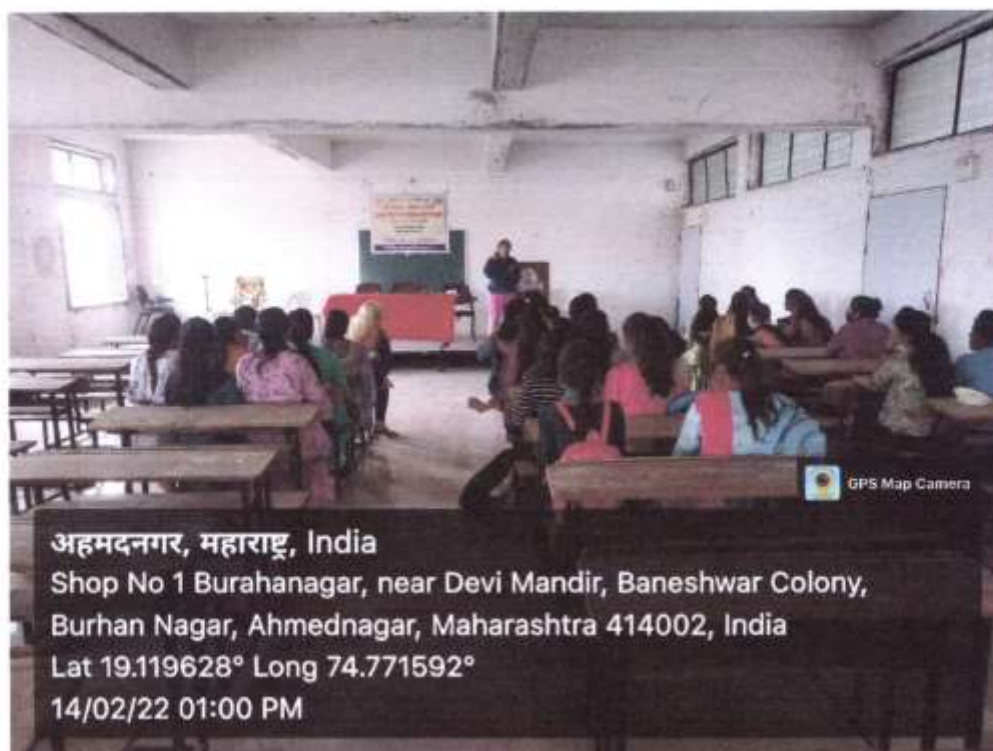 GPS Map Camera
अहमदनगर, महाराष्ट्र, India
Shop No 1 Burahanagar, near Devi Mandir, Baneshwar Colony,
Burhan Nagar, Ahmednagar, Maharashtra 414002, India
Lat 19.119628° Long 74.771592°
14/02/22 01:00 PM